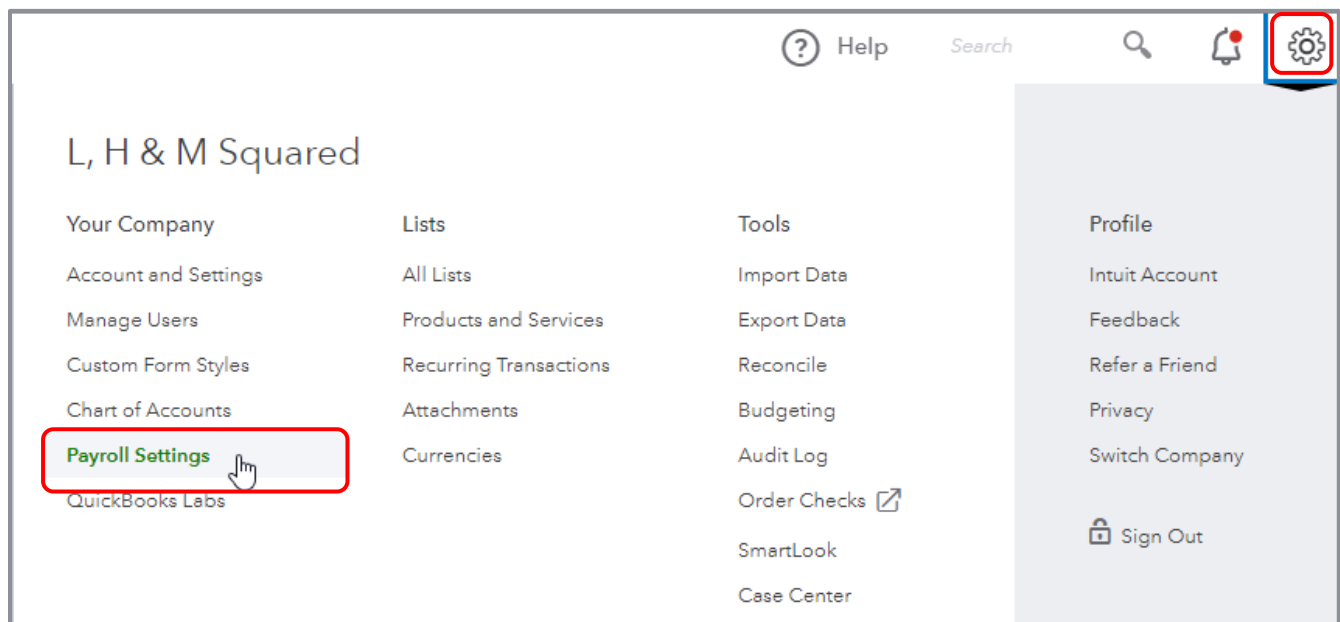 ? Help Search
L, H & M Squared
Your Company
Account and Settings
Manage Users
Custom Form Styles
Chart of Accounts
Payroll Settings
QuickBooks Labs
Lists
All Lists
Products and Services
Recurring Transactions
Attachments
Currencies
Tools
Import Data
Export Data
Reconcile
Budgeting
Audit Log
Order Checks
SmartLook
Case Center
Profile
Intuit Account
Feedback
Refer a Friend
Privacy
Switch Company
Sign Out